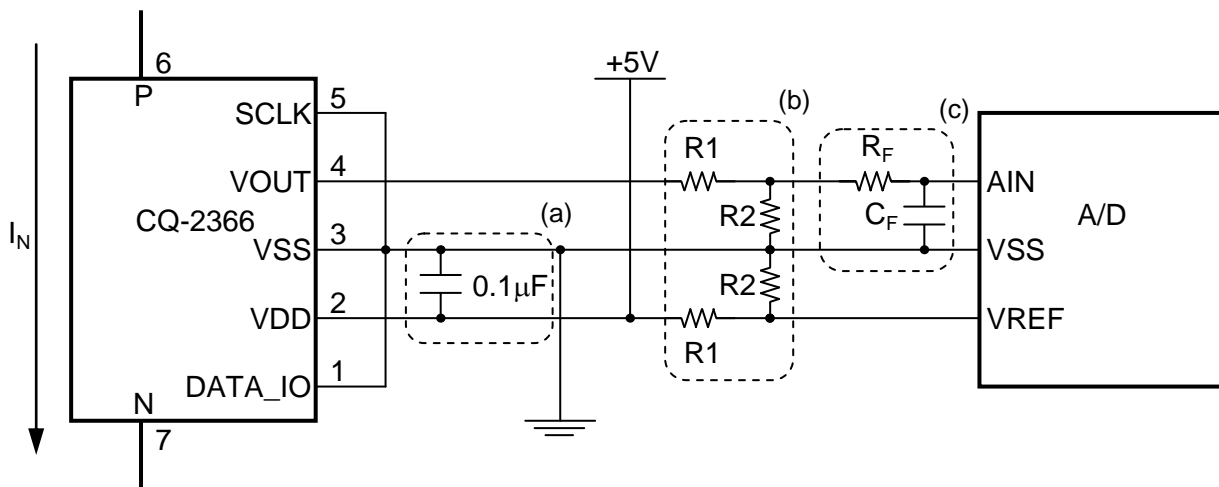 6
P
+5V
(b)
(c)
SCLK 5
R1
R_F
VOUT 4
AIN
I_N
CQ-2366
(a)
R2
C_F
A/D
VSS 3
VSS
0.1μF
R2
VDD 2
VREF
R1
DATA_IO 1
N
7